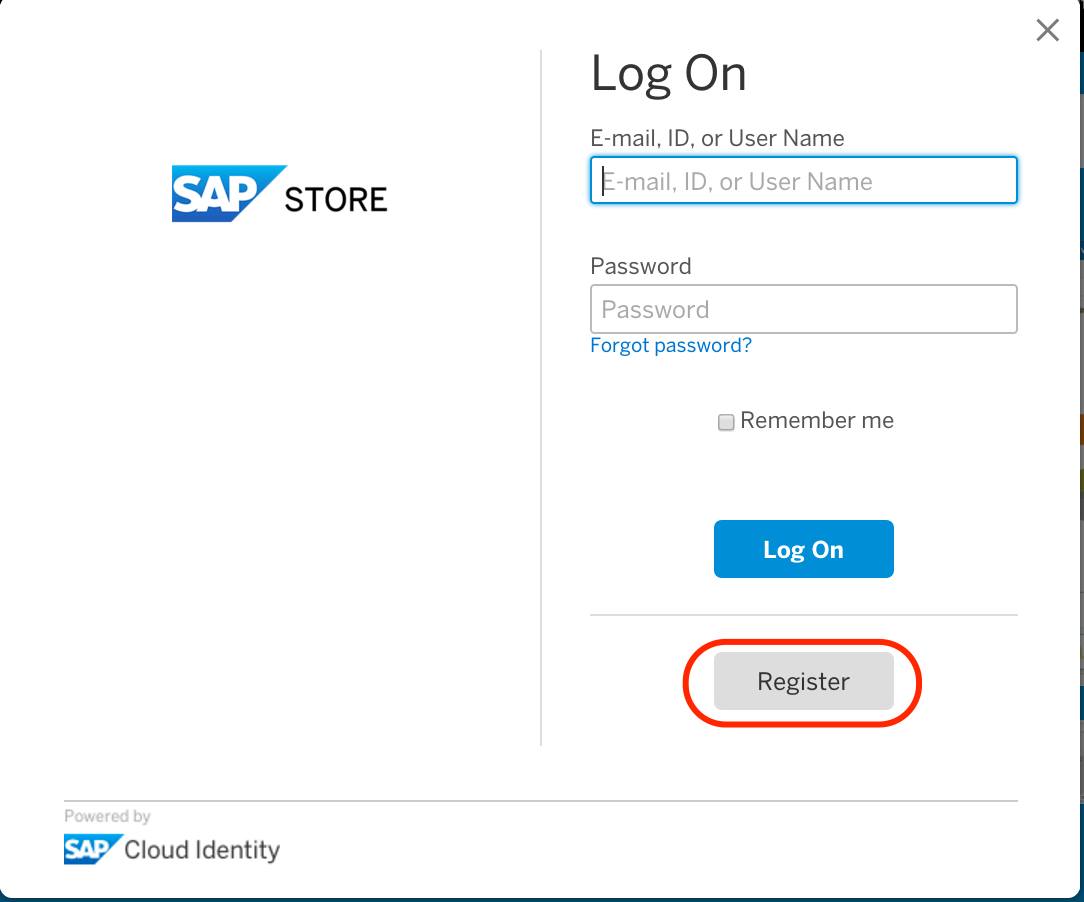 SAP STORE
Log On
E-mail, ID, or User Name
E-mail, ID, or User Name
Password
Password
Forgot password?
Remember me
Log On
Register
Powered by
SAP Cloud Identity